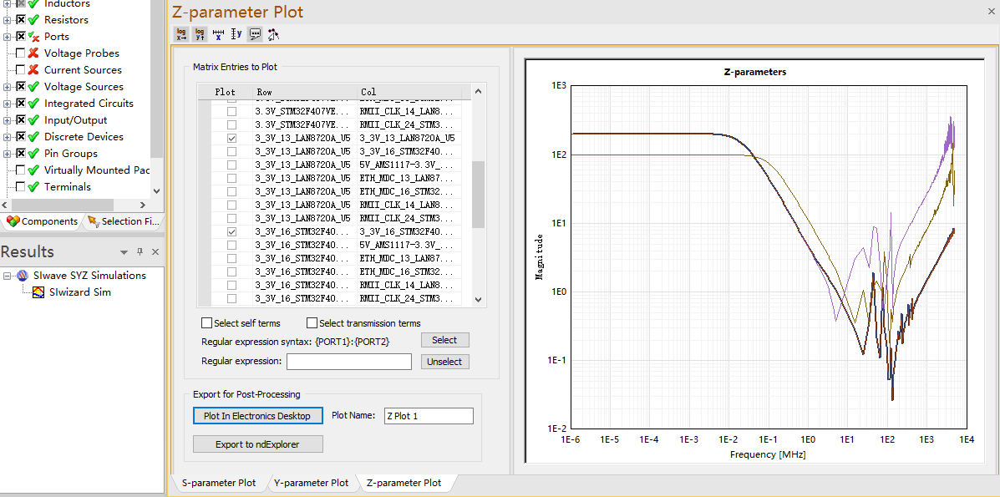 Inductors
Resistors
Ports
Voltage Probes
Current Sources
Voltage Sources
Integrated Circuits
Input/Output
Discrete Devices
Pin Groups
Virtually Mounted Pac
Terminals
Components
Selection Fi...
Results
SIwave SYZ Simulations
SIwizard Sim
Z-parameter Plot
Matrix Entries to Plot
Plot Row Col
3.3V_STM32F407VE... RMII_CLK_14_LAN8...
3.3V_STM32F407VE... RMII_CLK_24_STM3...
3_3V_13_LAN8720A_U5 3_3V_13_LAN8720A_U5
3_3V_13_LAN8720A_U5 3_3V_16_STM32F40...
3_3V_13_LAN8720A_U5 5V_AMS1117-3.3V_...
3_3V_13_LAN8720A_U5 ETH_MDC_13_LAN87...
3_3V_13_LAN8720A_U5 ETH_MDC_16_STM32...
3_3V_13_LAN8720A_U5 RMII_CLK_14_LAN8...
3_3V_13_LAN8720A_U5 RMII_CLK_24_STM3...
3_3V_16_STM32F40... 3_3V_16_STM32F40...
3_3V_16_STM32F40... 5V_AMS1117-3.3V_...
3_3V_16_STM32F40... ETH_MDC_13_LAN87...
3_3V_16_STM32F40... ETH_MDC_16_STM32...
3_3V_16_STM32F40... RMII_CLK_14_LAN8...
3_3V_16_STM32F40... RMII_CLK_24_STM3...
Select self terms Select transmission terms
Regular expression syntax: {PORT1}:{PORT2} Select
Regular expression: Unselect
Export for Post-Processing
Plot In Electronics Desktop Plot Name: Z Plot 1
Export to ndExplorer
S-parameter Plot Y-parameter Plot Z-parameter Plot
Z-parameters
1E3
1E2
1E1
1E0
1E-1
1E-2
Magnitude
1E-6 1E-5 1E-4 1E-3 1E-2 1E-1 1E0 1E1 1E2 1E3 1E4
Frequency [MHz]